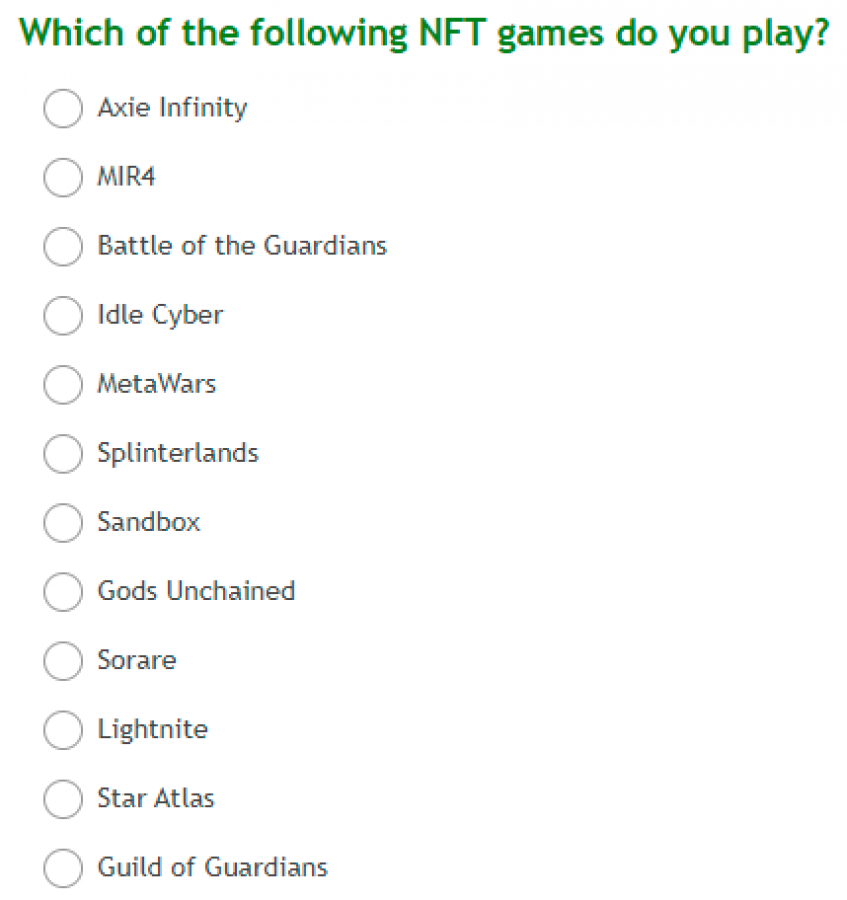 Which of the following NFT games do you play?
Axie Infinity
MIR4
Battle of the Guardians
Idle Cyber
MetaWars
Splinterlands
Sandbox
Gods Unchained
Sorare
Lightnite
Star Atlas
Guild of Guardians